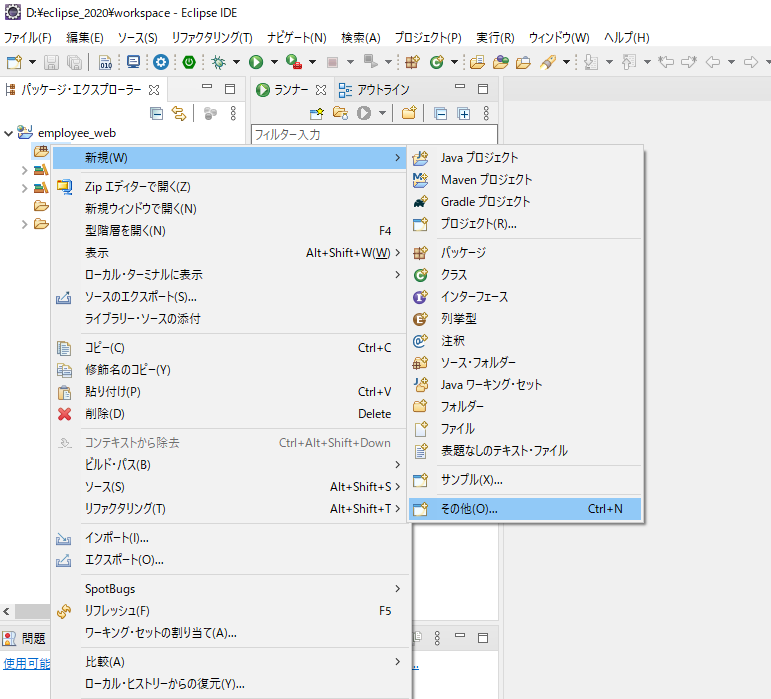 D:¥eclipse_2020¥workspace - Eclipse IDE
ファイル(F) 編集(E) ソース(S) リファクタリング(T) ナビゲート(N) 検索(A) プロジェクト(P) 実行(R) ウィンドウ(W) ヘルプ(H)
パッケージ・エクスプローラー ランナー アウトライン
フィルター入力
employee_web
新規(W)
Zip エディターで開く(Z)
新規ウィンドウで開く(N)
型階層を開く(N) F4
表示 Alt+Shift+W(W)
ローカル・ターミナルに表示
ソースのエクスポート(S)...
ライブラリー・ソースの添付
コピー(C) Ctrl+C
修飾名のコピー(Y)
貼り付け(P) Ctrl+V
削除(D) Delete
コンテキストから除去 Ctrl+Alt+Shift+Down
ビルド・パス(B)
ソース(S) Alt+Shift+S
リファクタリング(T) Alt+Shift+T
インポート(I)...
エクスポート(O)...
SpotBugs
リフレッシュ(F) F5
ワーキング・セットの割り当て(A)...
比較(A)
ローカル・ヒストリーからの復元(Y)...
Java プロジェクト
Maven プロジェクト
Gradle プロジェクト
プロジェクト(R)...
パッケージ
クラス
インターフェース
列挙型
注釈
ソース・フォルダー
Java ワーキング・セット
フォルダー
ファイル
表題なしのテキスト・ファイル
サンプル(X)...
その他(O)... Ctrl+N
問題
使用可能